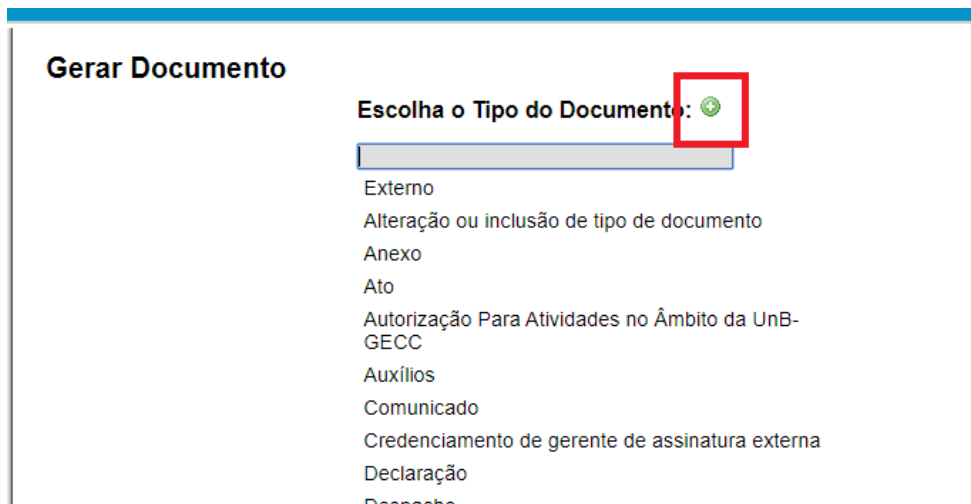 Gerar Documento
Escolha o Tipo do Documento:
Externo
Alteração ou inclusão de tipo de documento
Anexo
Ato
Autorização Para Atividades no Âmbito da UnB-
GECC
Auxílios
Comunicado
Credenciamento de gerente de assinatura externa
Declaração
Despacho